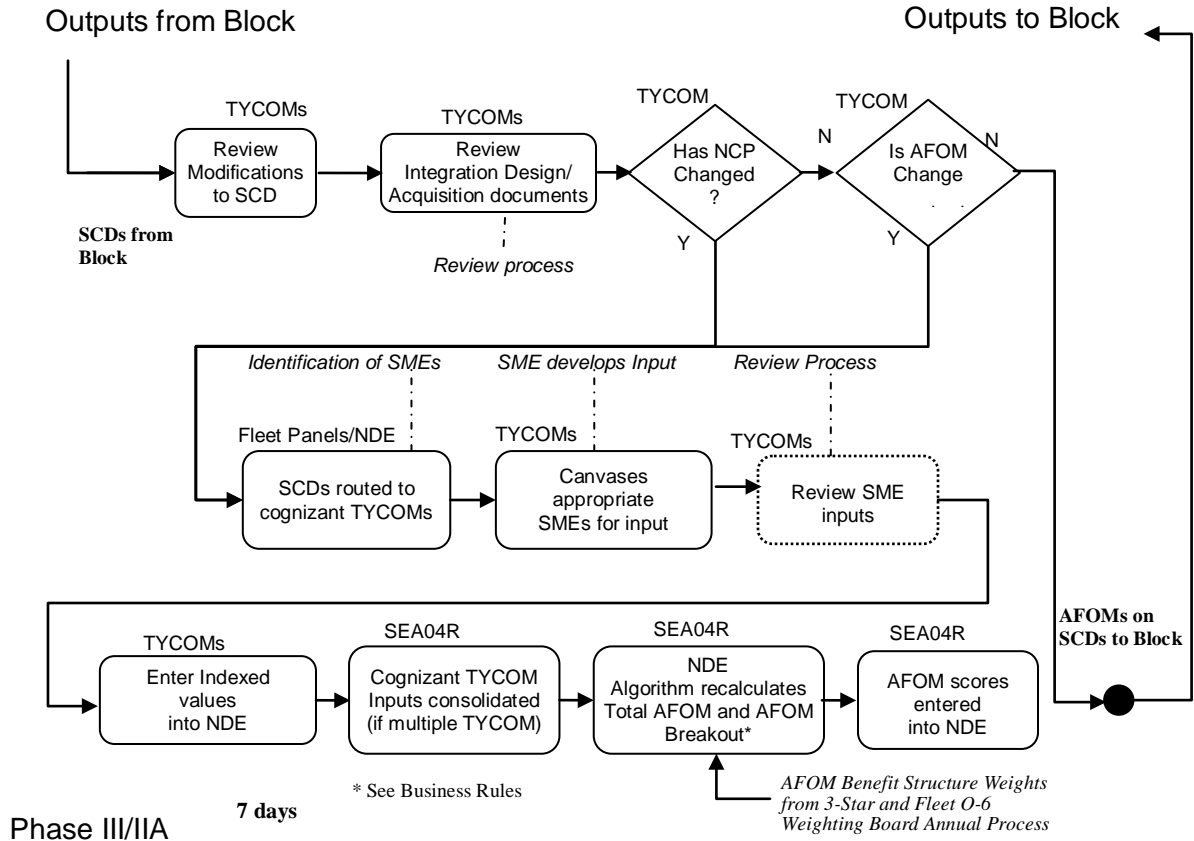 Outputs from Block
Outputs to Block
TYCOMs
Review
Modifications
to SCD
TYCOMs
Review
Integration Design/
Acquisition documents
TYCOM
Has NCP
Changed
?
N
Y
TYCOM
Is AFOM
Change
N
Y
SCDs from
Block
Review process
Identification of SMEs
SME develops Input
Review Process
Fleet Panels/NDE
SCDs routed to
cognizant TYCOMs
TYCOMs
Canvases
appropriate
SMEs for input
TYCOMs
Review SME
inputs
AFOMs on
SCDs to Block
TYCOMs
Enter Indexed
values
into NDE
SEA04R
Cognizant TYCOM
Inputs consolidated
(if multiple TYCOM)
SEA04R
NDE
Algorithm recalculates
Total AFOM and AFOM
Breakout*
SEA04R
AFOM scores
entered
into NDE
* See Business Rules
AFOM Benefit Structure Weights
from 3-Star and Fleet O-6
Weighting Board Annual Process
7 days
Phase III/IIA